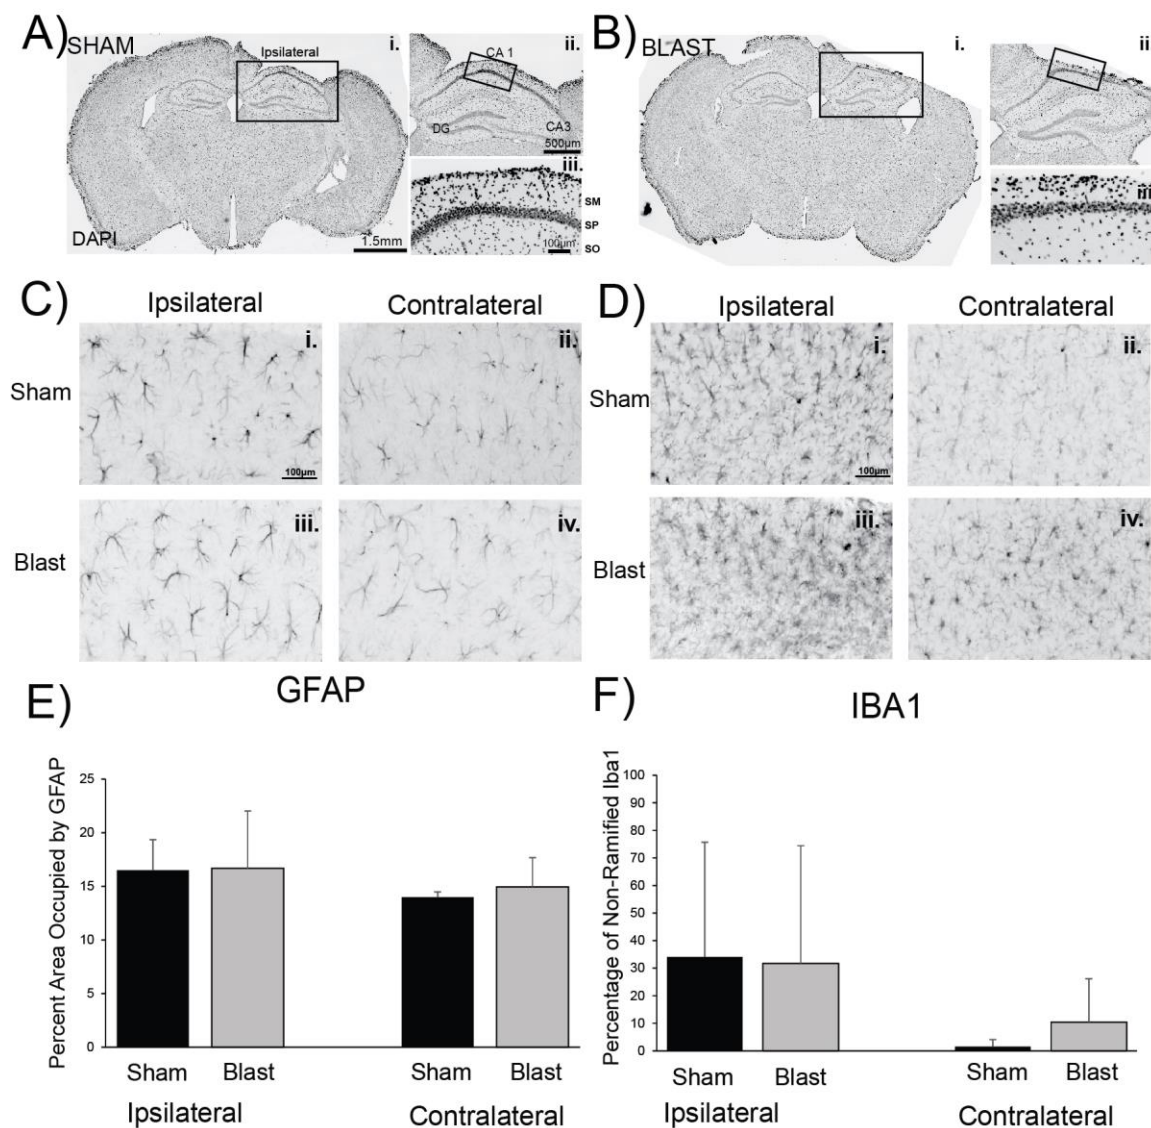 A)
SHAM
Ipsilateral
i.
DAPI
1.5mm
CA 1
ii.
DG
CA3
500µm
iii.
SM
SP
SO
100µm
B)
BLAST
i.
ii
iii
C)
Ipsilateral
Contralateral
Sham
i.
100µm
ii.
Blast
iii.
iv.
GFAP
D)
Ipsilateral
Contralateral
Sham
i.
100µm
ii.
Blast
iii.
iv.
IBA1
E)
Percent Area Occupied by GFAP
25
20
15
10
5
0
Sham
Blast
Sham
Blast
Ipsilateral
Contralateral
F)
Percentage of Non-Ramified Iba1
100
90
80
70
60
50
40
30
20
10
0
Sham
Blast
Sham
Blast
Ipsilateral
Contralateral